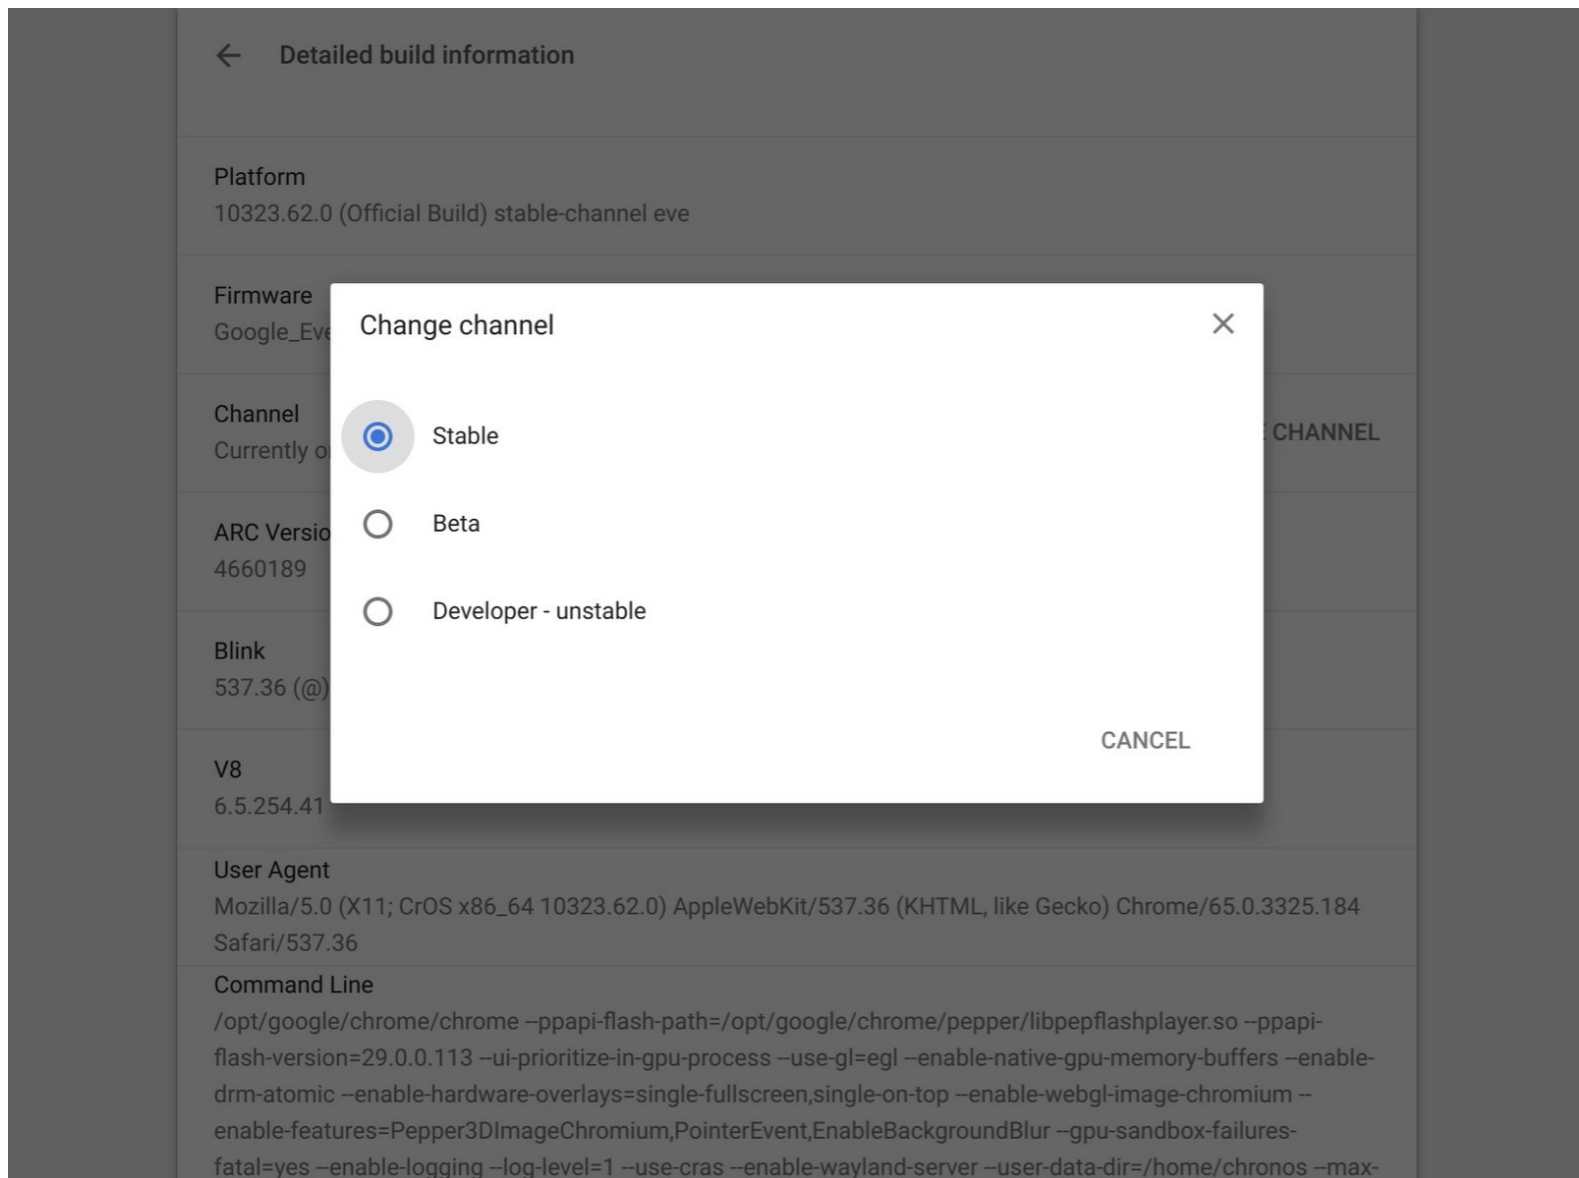 Detailed build information
Platform
10323.62.0 (Official Build) stable-channel eve
Firmware
Google_Eve
Change channel
Channel
Currently
Stable
CHANNEL
Beta
ARC Versio
4660189
Developer - unstable
Blink
537.36 (@)
CANCEL
V8
6.5.254.41
User Agent
Mozilla/5.0 (X11; CrOS x86_64 10323.62.0) AppleWebKit/537.36 (KHTML, like Gecko) Chrome/65.0.3325.184
Safari/537.36
Command Line
/opt/google/chrome/chrome --ppapi-flash-path=/opt/google/chrome/pepper/libpepflashplayer.so --ppapi-
flash-version=29.0.0.113 --ui-prioritize-in-gpu-process --use-gl=egl --enable-native-gpu-memory-buffers --enable-
drm-atomic --enable-hardware-overlays=single-fullscreen,single-on-top --enable-webgl-image-chromium --
enable-features=Pepper3DImageChromium,PointerEvent,EnableBackgroundBlur --gpu-sandbox-failures-
fatal=yes --enable-logging --log-level=1 --use-cras --enable-wayland-server --user-data-dir=/home/chronos --max-